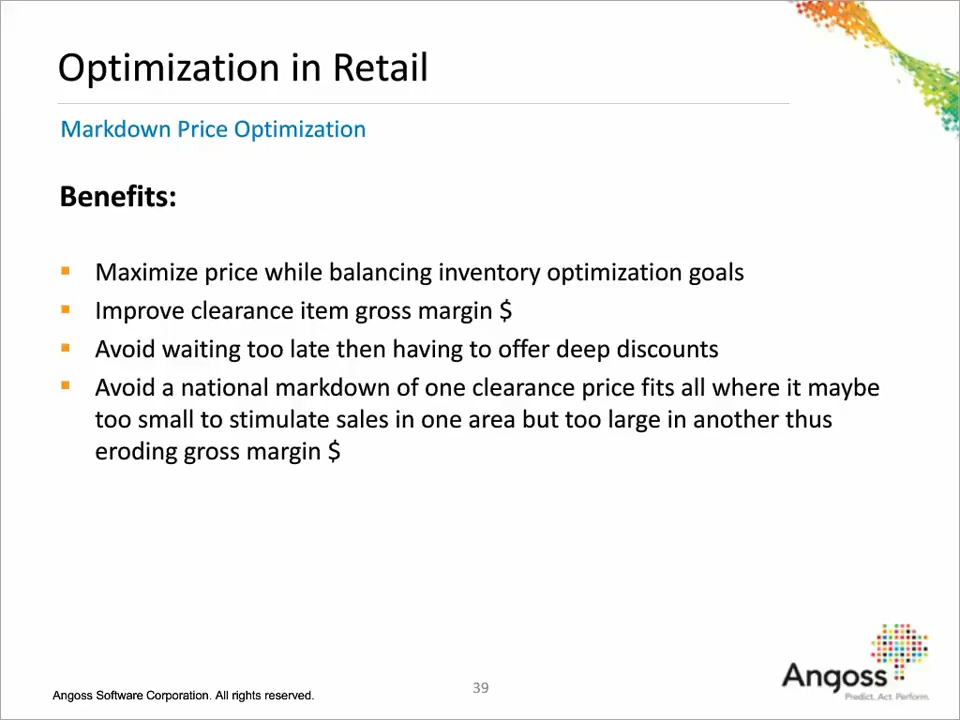 Optimization in Retail
Markdown Price Optimization
Benefits:
Maximize price while balancing inventory optimization goals
Improve clearance item gross margin $
Avoid waiting too late then having to offer deep discounts
Avoid a national markdown of one clearance price fits all where it maybe
too small to stimulate sales in one area but too large in another thus
eroding gross margin $
Angoss Software Corporation. All rights reserved.
39
Angoss
Predict. Act. Perform.